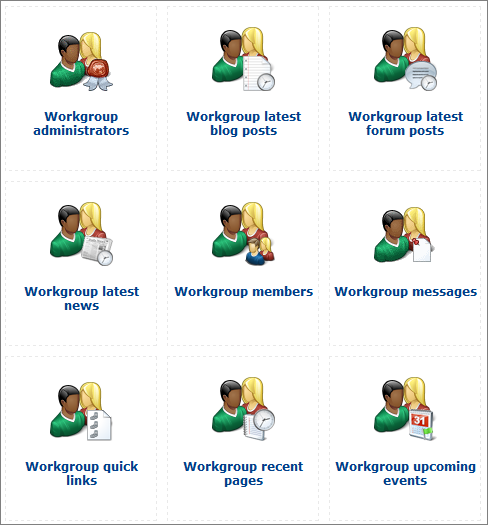 Workgroup
administrators
Workgroup latest
blog posts
Workgroup latest
forum posts
Workgroup latest
news
Workgroup members
Workgroup messages
31
Workgroup quick
links
Workgroup recent
pages
Workgroup upcoming
events